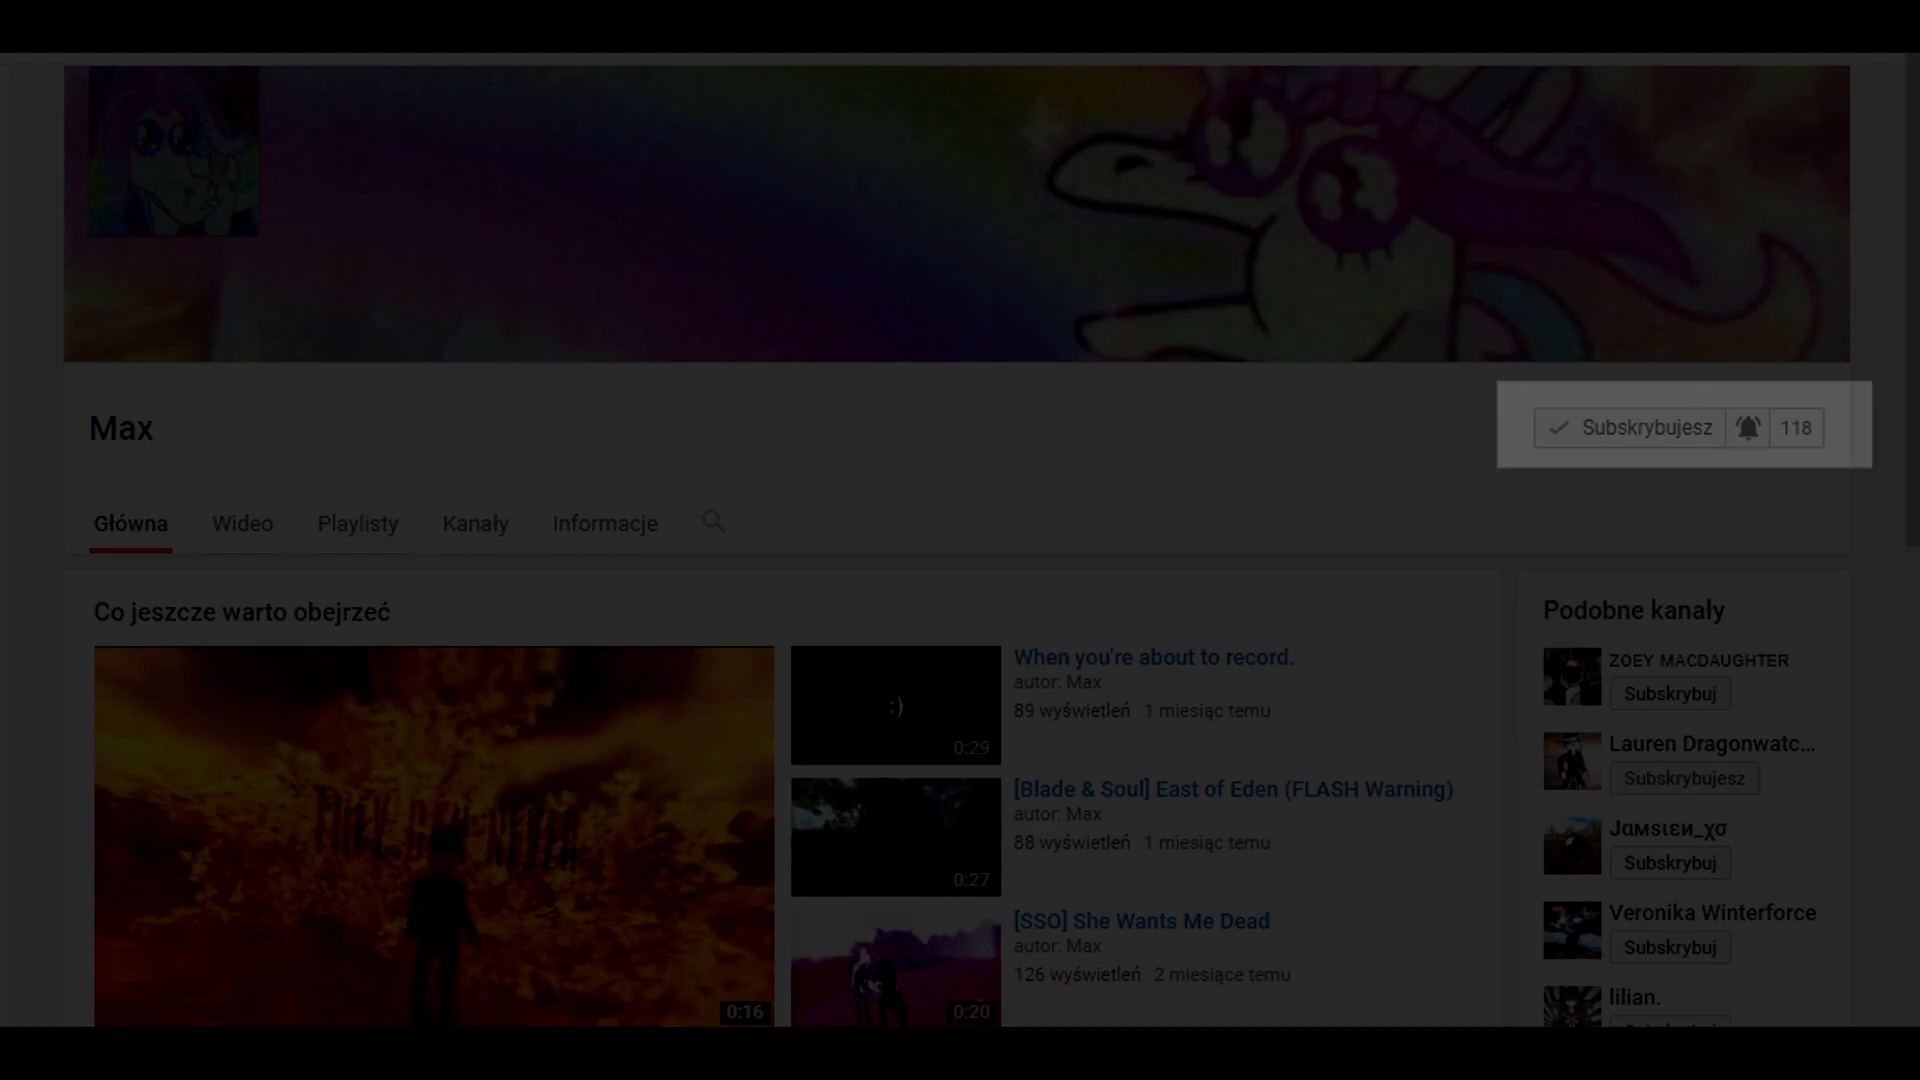 Max
Subskrybujesz 118
Główna Wideo Playlisty Kanały Informacje
Co jeszcze warto obejrzeć
THEY CAN NEVER
0:16
:)
0:29
When you're about to record.
autor: Max
89 wyświetleń 1 miesiąc temu
0:27
[Blade & Soul] East of Eden (FLASH Warning)
autor: Max
88 wyświetleń 1 miesiąc temu
0:20
[SSO] She Wants Me Dead
autor: Max
126 wyświetleń 2 miesiące temu
Podobne kanały
ZOEY MACDAUGHTER
Subskrybuj
Lauren Dragonwatc...
Subskrybujesz
Jαмѕιєи_χσ
Subskrybuj
Veronika Winterforce
Subskrybuj
lilian.